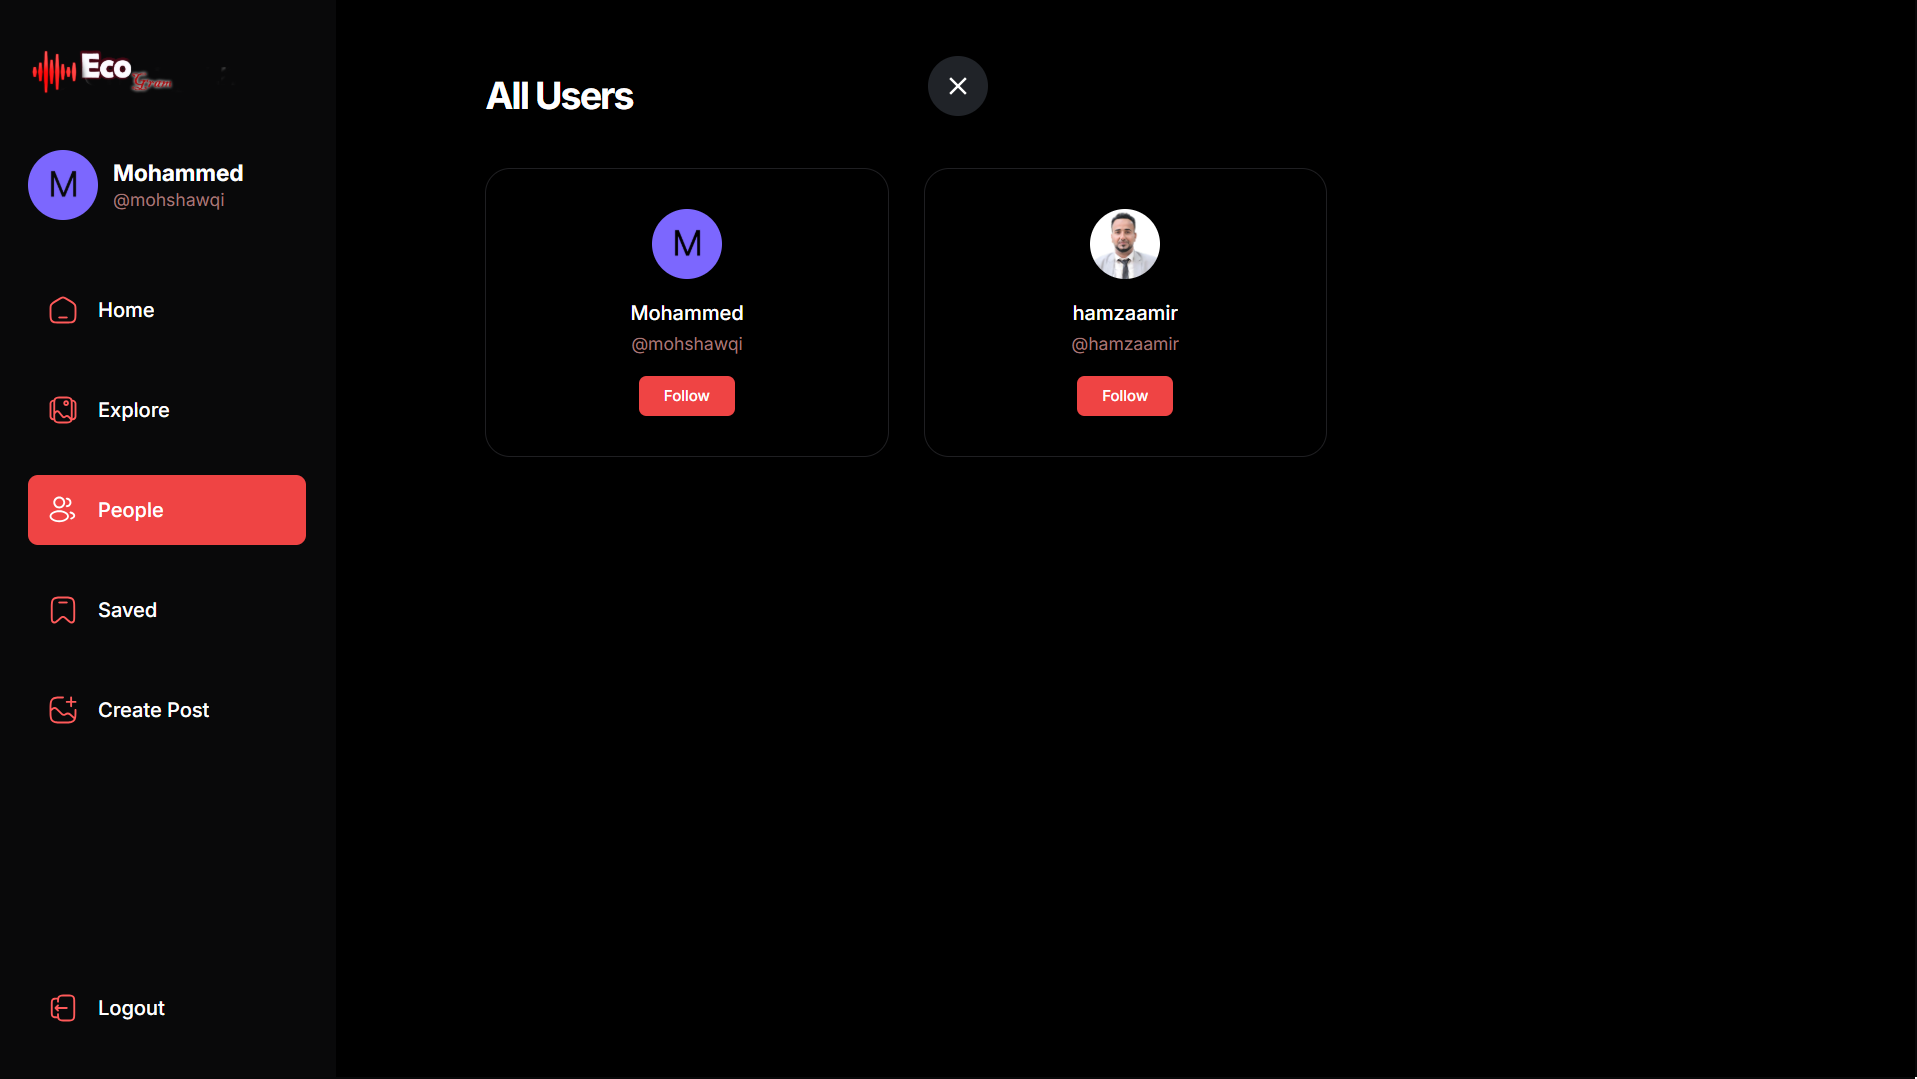 Eco
Gram
M
Mohammed
@mohshawqi
Home
Explore
People
Saved
Create Post
Logout
All Users
M
Mohammed
@mohshawqi
Follow
hamzaamir
@hamzaamir
Follow